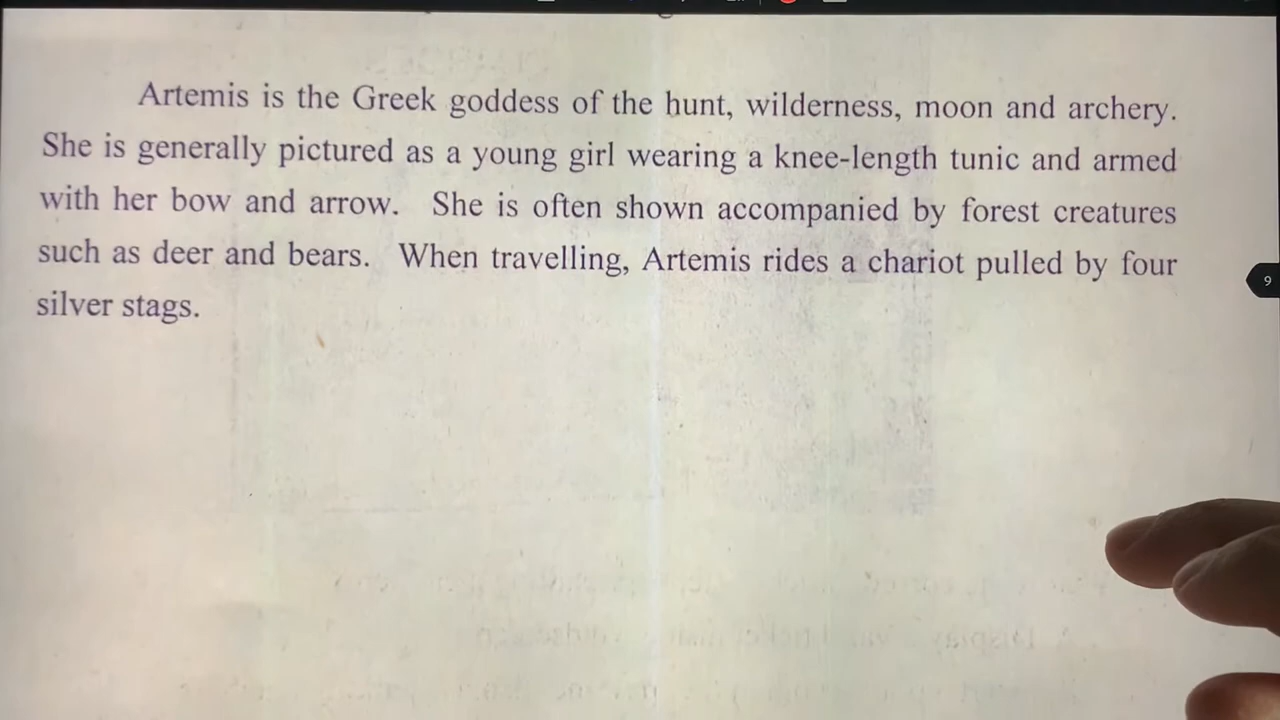 Artemis is the Greek goddess of the hunt, wilderness, moon and archery.
She is generally pictured as a young girl wearing a knee-length tunic and armed
with her bow and arrow. She is often shown accompanied by forest creatures
such as deer and bears. When travelling, Artemis rides a chariot pulled by four
silver stags.
9